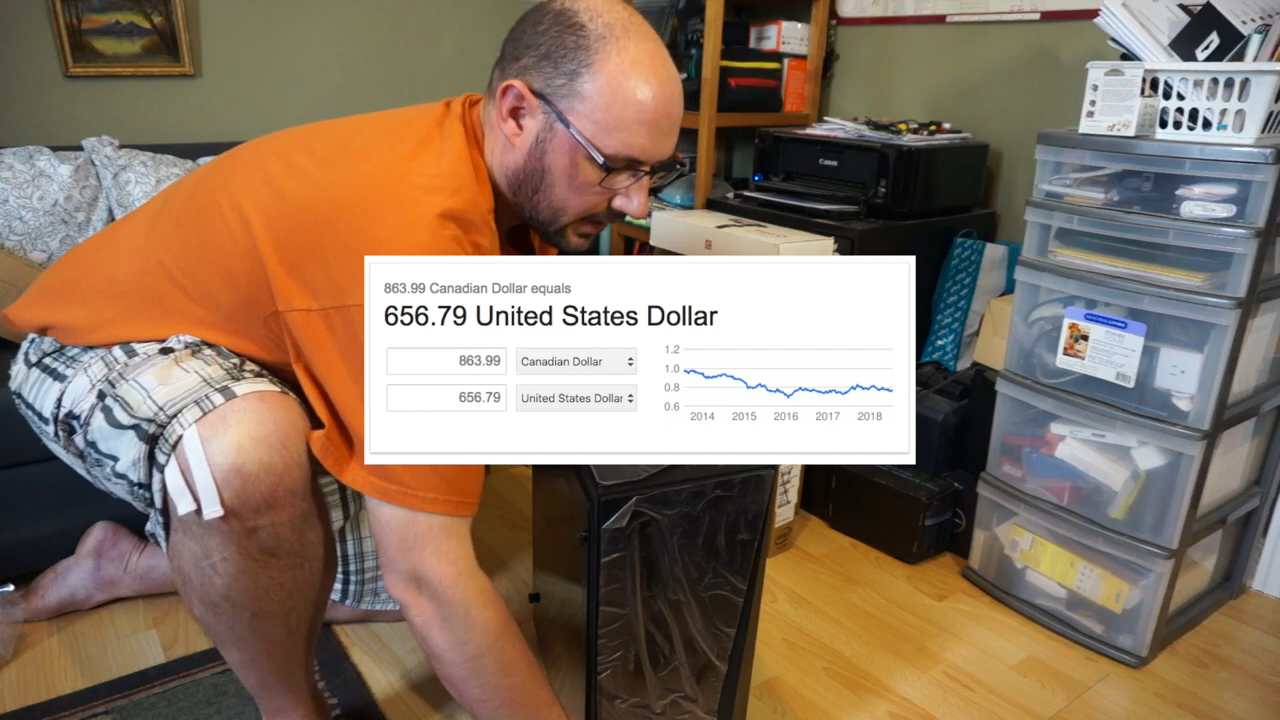 Canon
863.99 Canadian Dollar equals
656.79 United States Dollar
863.99 Canadian Dollar
656.79 United States Dollar
1.2
1.0
0.8
0.6
2014 2015 2016 2017 2018